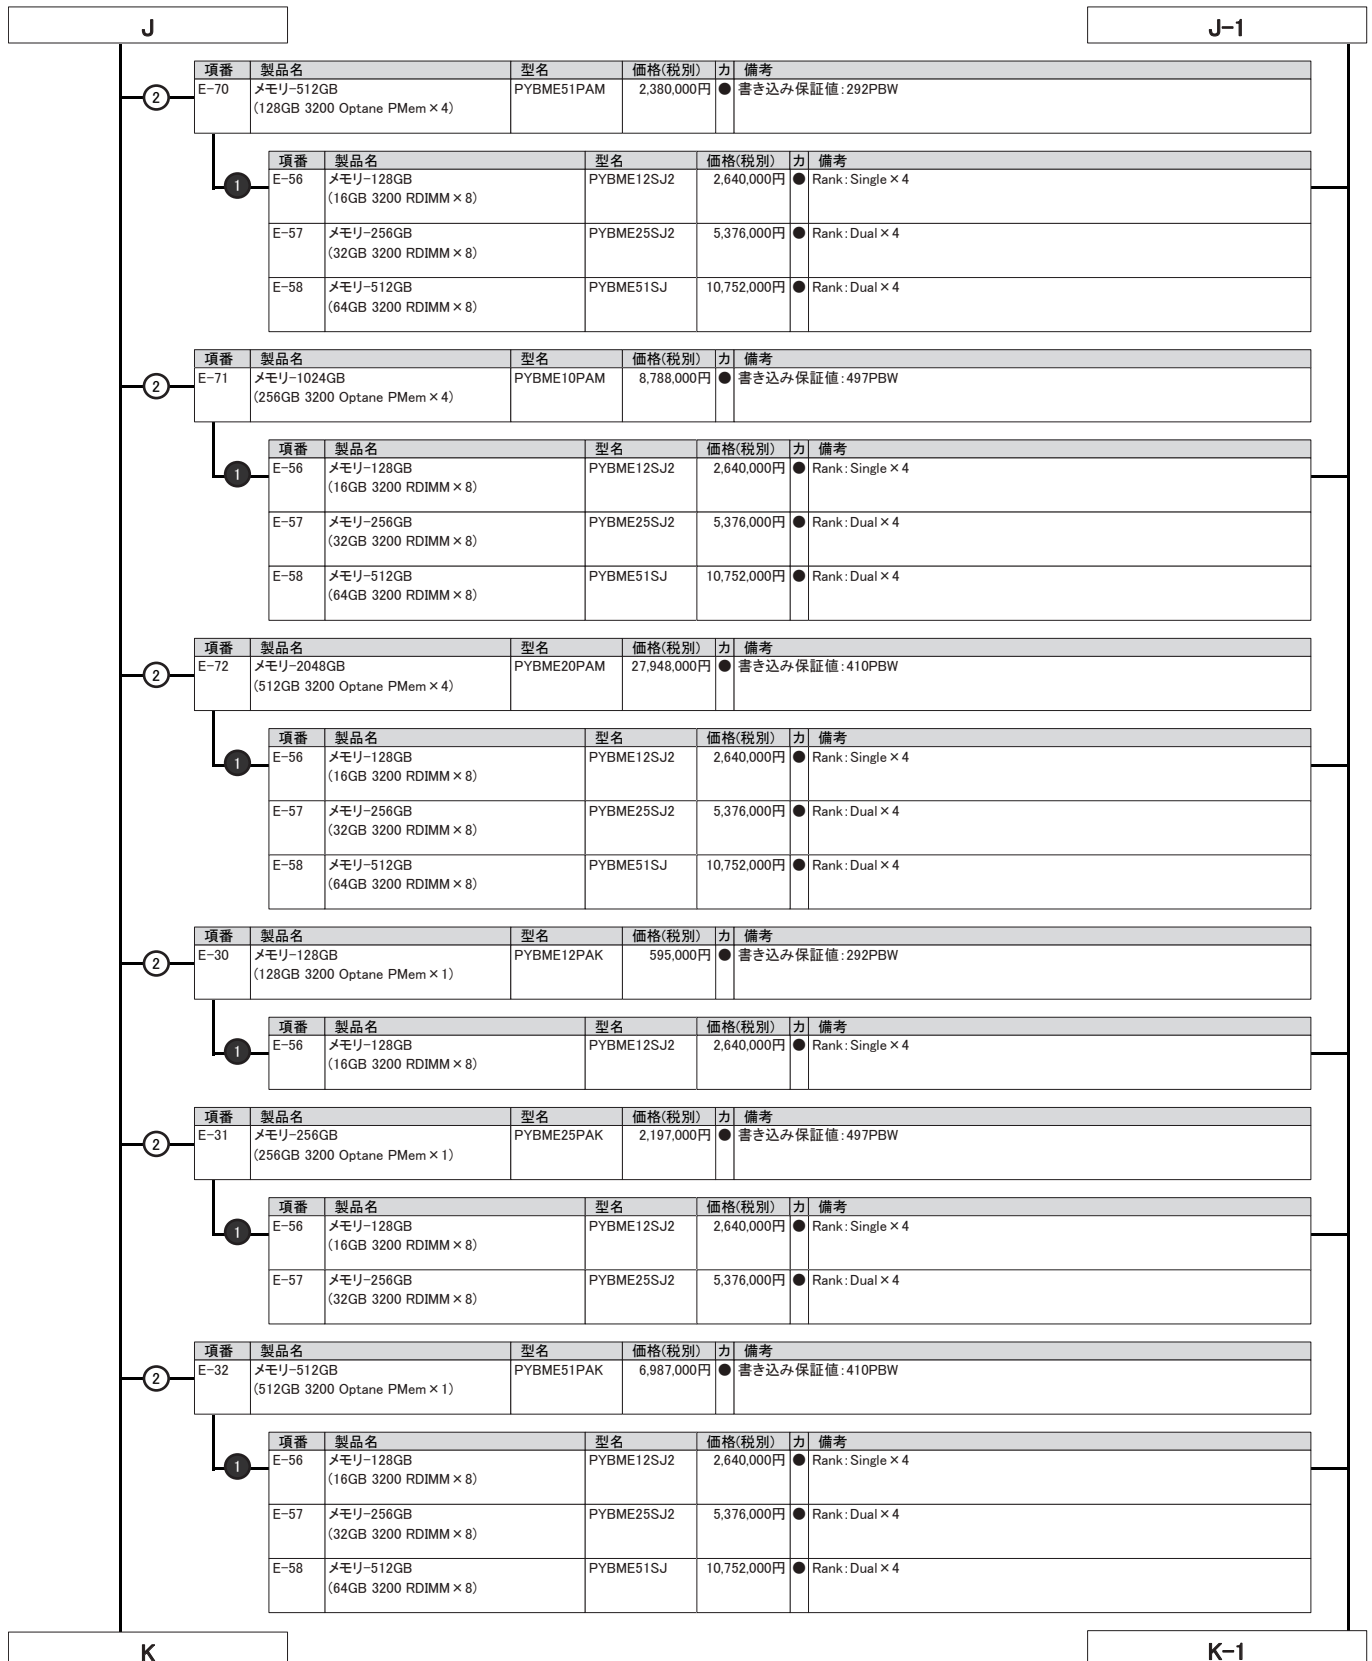 J
J-1
項番 製品名 型名 価格(税別) カ 備考
② E-70 メモリ-512GB PYBME51PAM 2,380,000円 ● 書き込み保証値:292PBW
(128GB 3200 Optane PMem×4)
項番 製品名 型名 価格(税別) カ 備考
❶ E-56 メモリ-128GB PYBME12SJ2 2,640,000円 ● Rank:Single×4
(16GB 3200 RDIMM×8)
E-57 メモリ-256GB PYBME25SJ2 5,376,000円 ● Rank:Dual×4
(32GB 3200 RDIMM×8)
E-58 メモリ-512GB PYBME51SJ 10,752,000円 ● Rank:Dual×4
(64GB 3200 RDIMM×8)
項番 製品名 型名 価格(税別) カ 備考
② E-71 メモリ-1024GB PYBME10PAM 8,788,000円 ● 書き込み保証値:497PBW
(256GB 3200 Optane PMem×4)
項番 製品名 型名 価格(税別) カ 備考
❶ E-56 メモリ-128GB PYBME12SJ2 2,640,000円 ● Rank:Single×4
(16GB 3200 RDIMM×8)
E-57 メモリ-256GB PYBME25SJ2 5,376,000円 ● Rank:Dual×4
(32GB 3200 RDIMM×8)
E-58 メモリ-512GB PYBME51SJ 10,752,000円 ● Rank:Dual×4
(64GB 3200 RDIMM×8)
項番 製品名 型名 価格(税別) カ 備考
② E-72 メモリ-2048GB PYBME20PAM 27,948,000円 ● 書き込み保証値:410PBW
(512GB 3200 Optane PMem×4)
項番 製品名 型名 価格(税別) カ 備考
❶ E-56 メモリ-128GB PYBME12SJ2 2,640,000円 ● Rank:Single×4
(16GB 3200 RDIMM×8)
E-57 メモリ-256GB PYBME25SJ2 5,376,000円 ● Rank:Dual×4
(32GB 3200 RDIMM×8)
E-58 メモリ-512GB PYBME51SJ 10,752,000円 ● Rank:Dual×4
(64GB 3200 RDIMM×8)
項番 製品名 型名 価格(税別) カ 備考
② E-30 メモリ-128GB PYBME12PAK 595,000円 ● 書き込み保証値:292PBW
(128GB 3200 Optane PMem×1)
項番 製品名 型名 価格(税別) カ 備考
❶ E-56 メモリ-128GB PYBME12SJ2 2,640,000円 ● Rank:Single×4
(16GB 3200 RDIMM×8)
項番 製品名 型名 価格(税別) カ 備考
② E-31 メモリ-256GB PYBME25PAK 2,197,000円 ● 書き込み保証値:497PBW
(256GB 3200 Optane PMem×1)
項番 製品名 型名 価格(税別) カ 備考
❶ E-56 メモリ-128GB PYBME12SJ2 2,640,000円 ● Rank:Single×4
(16GB 3200 RDIMM×8)
E-57 メモリ-256GB PYBME25SJ2 5,376,000円 ● Rank:Dual×4
(32GB 3200 RDIMM×8)
項番 製品名 型名 価格(税別) カ 備考
② E-32 メモリ-512GB PYBME51PAK 6,987,000円 ● 書き込み保証値:410PBW
(512GB 3200 Optane PMem×1)
項番 製品名 型名 価格(税別) カ 備考
❶ E-56 メモリ-128GB PYBME12SJ2 2,640,000円 ● Rank:Single×4
(16GB 3200 RDIMM×8)
E-57 メモリ-256GB PYBME25SJ2 5,376,000円 ● Rank:Dual×4
(32GB 3200 RDIMM×8)
E-58 メモリ-512GB PYBME51SJ 10,752,000円 ● Rank:Dual×4
(64GB 3200 RDIMM×8)
K
K-1